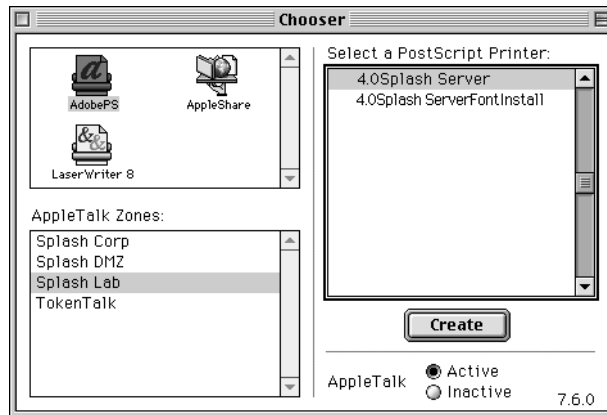 Chooser
AdobePS
AppleShare
LaserWriter 8
AppleTalk Zones:
Splash Corp
Splash DMZ
Splash Lab
TokenTalk
Select a PostScript Printer:
4.0Splash Server
4.0Splash ServerFontInstall
Create
AppleTalk
Active
Inactive
7.6.0